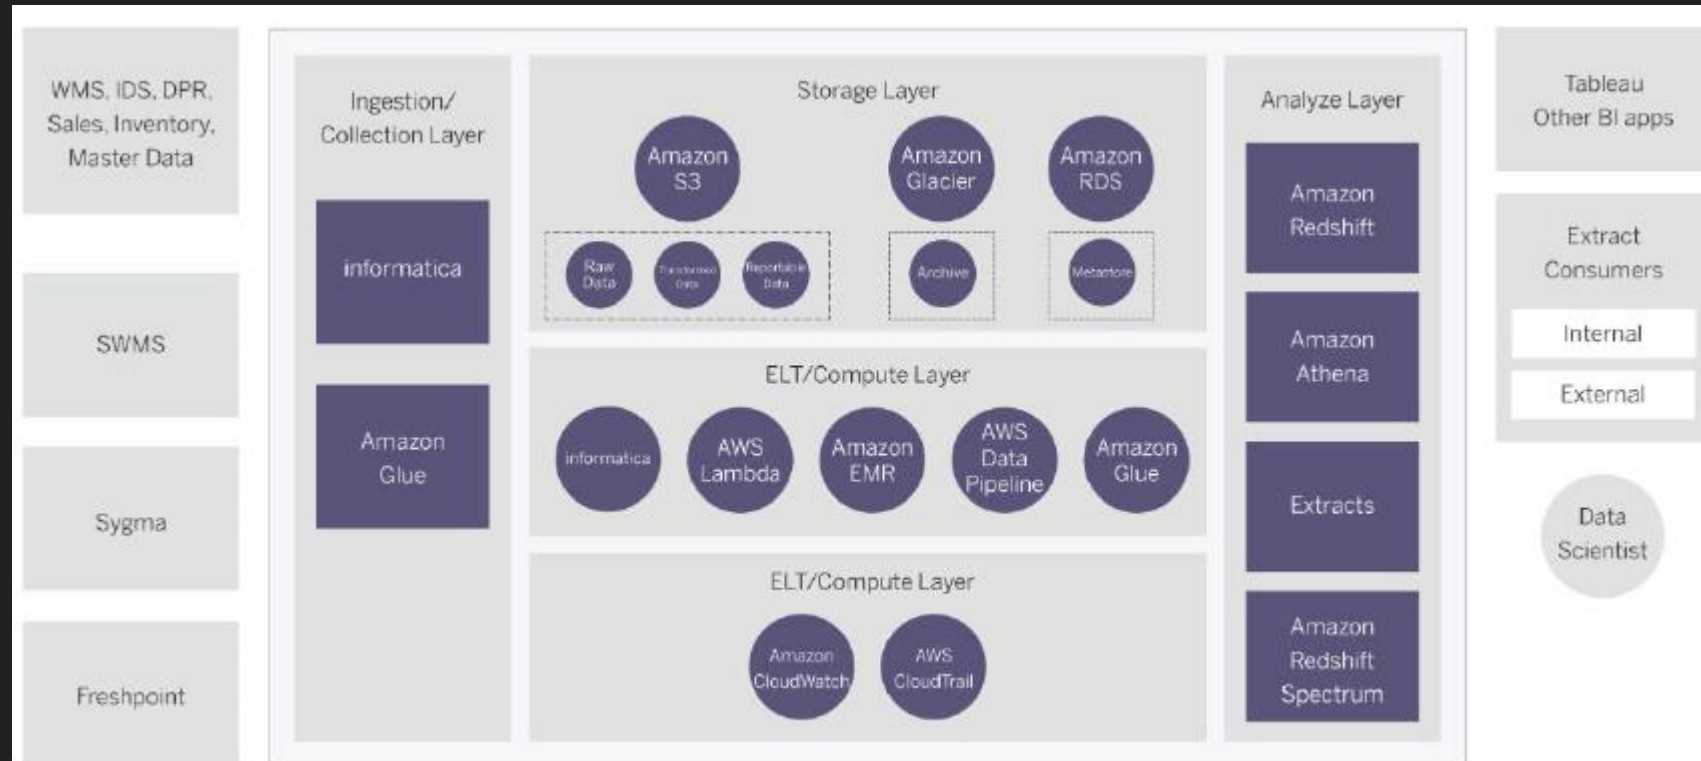 WMS, IDS, DPR,
Sales, Inventory,
Master Data
SWMS
Sygma
Freshpoint
Ingestion/
Collection Layer
informatica
Amazon
Glue
Storage Layer
Amazon
S3
Raw
Data
Transformed
Data
Reportable
Data
Amazon
Glacier
Archive
Amazon
RDS
Metastore
ELT/Compute Layer
informatica
AWS
Lambda
Amazon
EMR
AWS
Data
Pipeline
Amazon
Glue
ELT/Compute Layer
Amazon
CloudWatch
AWS
CloudTrail
Analyze Layer
Amazon
Redshift
Amazon
Athena
Extracts
Amazon
Redshift
Spectrum
Tableau
Other BI apps
Extract
Consumers
Internal
External
Data
Scientist